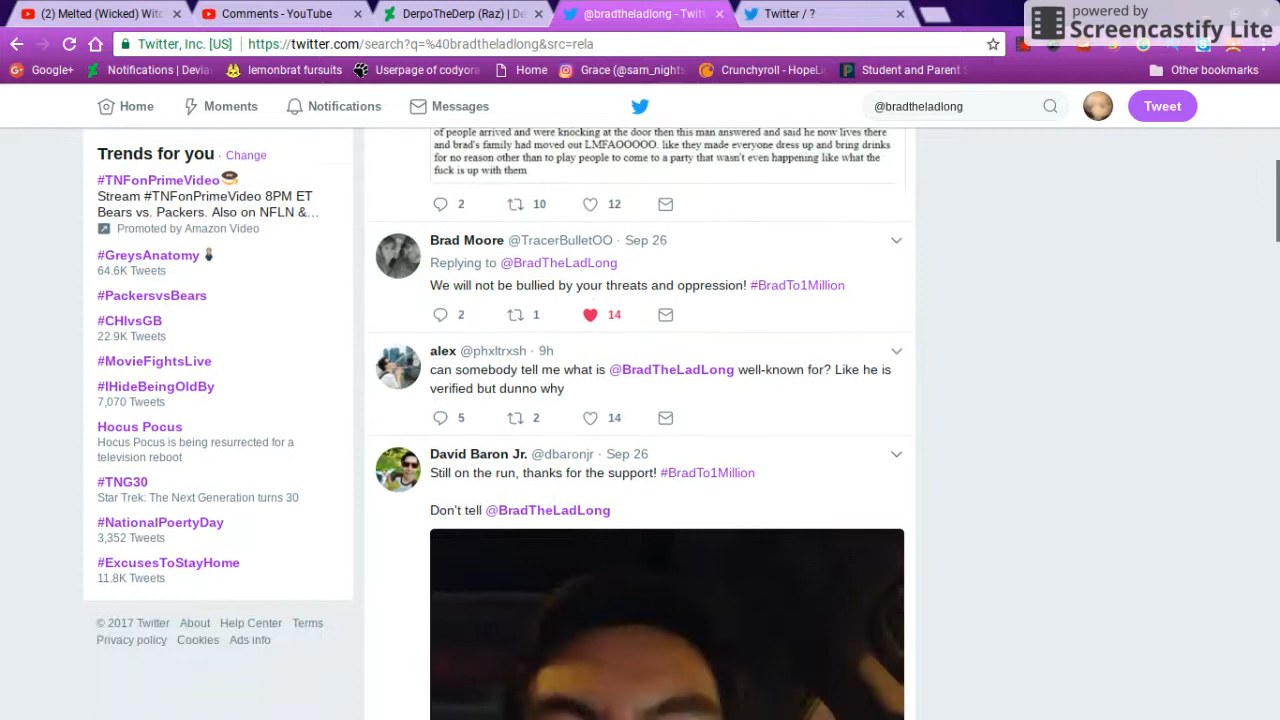 (2) Melted (Wicked) Witc
Comments - YouTube
DerpoTheDerp (Raz) | De
@bradtheladlong - Twitt
Twitter / ?
powered by
Screencastify Lite
Twitter, Inc. [US]
https://twitter.com/search?q=%40bradtheladlong&src=rela
Google+
Notifications | Devia
lemonbrat fursuits
Userpage of codyora
Home
Grace (@sam_nights
Crunchyroll - HopeLi
Student and Parent S
Other bookmarks
Home
Moments
Notifications
Messages
@bradtheladlong
Tweet
Trends for you · Change
#TNFonPrimeVideo
Stream #TNFonPrimeVideo 8PM ET
Bears vs. Packers. Also on NFLN &...
Promoted by Amazon Video
#GreysAnatomy
64.6K Tweets
#PackersvsBears
#CHIvsGB
22.9K Tweets
#MovieFightsLive
#IHideBeingOldBy
7,070 Tweets
Hocus Pocus
Hocus Pocus is being resurrected for a
television reboot
#TNG30
Star Trek: The Next Generation turns 30
#NationalPoertyDay
3,352 Tweets
#ExcusesToStayHome
11.8K Tweets
© 2017 Twitter About Help Center Terms
Privacy policy Cookies Ads info
of people arrived and were knocking at the door then this man answered and said he now lives there
and brad's family had moved out LMFAOOOOO. like they made everyone dress up and bring drinks
for no reason other than to play people to come to a party that wasn't even happening like what the
fuck is up with them
2 10 12
Brad Moore @TracerBulletOO · Sep 26
Replying to @BradTheLadLong
We will not be bullied by your threats and oppression! #BradTo1Million
2 1 14
alex @phxltrxsh · 9h
can somebody tell me what is @BradTheLadLong well-known for? Like he is
verified but dunno why
5 2 14
David Baron Jr. @dbaronjr · Sep 26
Still on the run, thanks for the support! #BradTo1Million
Don't tell @BradTheLadLong